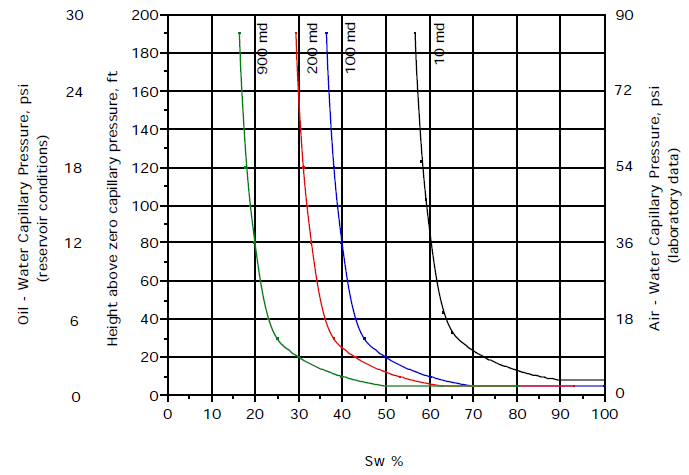 Oil - Water Capillary Pressure, psi
(reservoir conditions)
30
24
18
12
6
0
Height above zero capillary pressure, ft
200
180
160
140
120
100
80
60
40
20
0
900 md
200 md
100 md
10 md
90
72
54
36
18
0
Air - Water Capillary Pressure, psi
(laboratory data)
0 10 20 30 40 50 60 70 80 90 100
Sw %